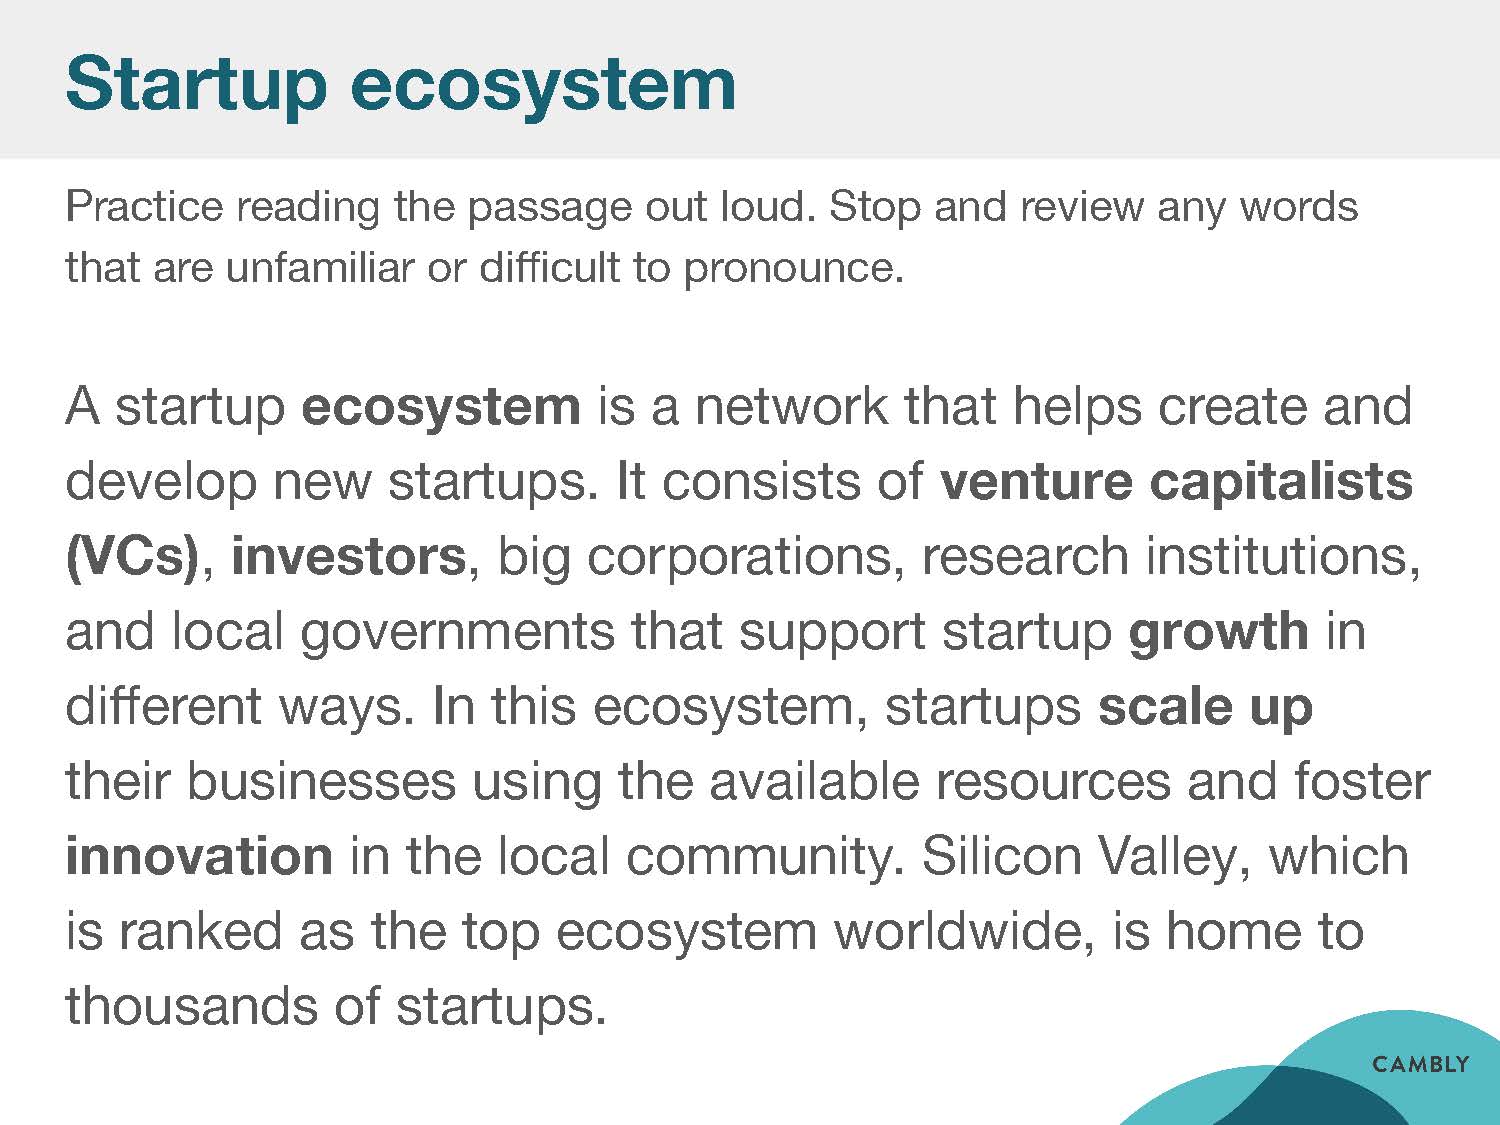 Startup ecosystem
Practice reading the passage out loud. Stop and review any words
that are unfamiliar or difficult to pronounce.
A startup ecosystem is a network that helps create and
develop new startups. It consists of venture capitalists
(VCs), investors, big corporations, research institutions,
and local governments that support startup growth in
different ways. In this ecosystem, startups scale up
their businesses using the available resources and foster
innovation in the local community. Silicon Valley, which
is ranked as the top ecosystem worldwide, is home to
thousands of startups.
CAMBLY